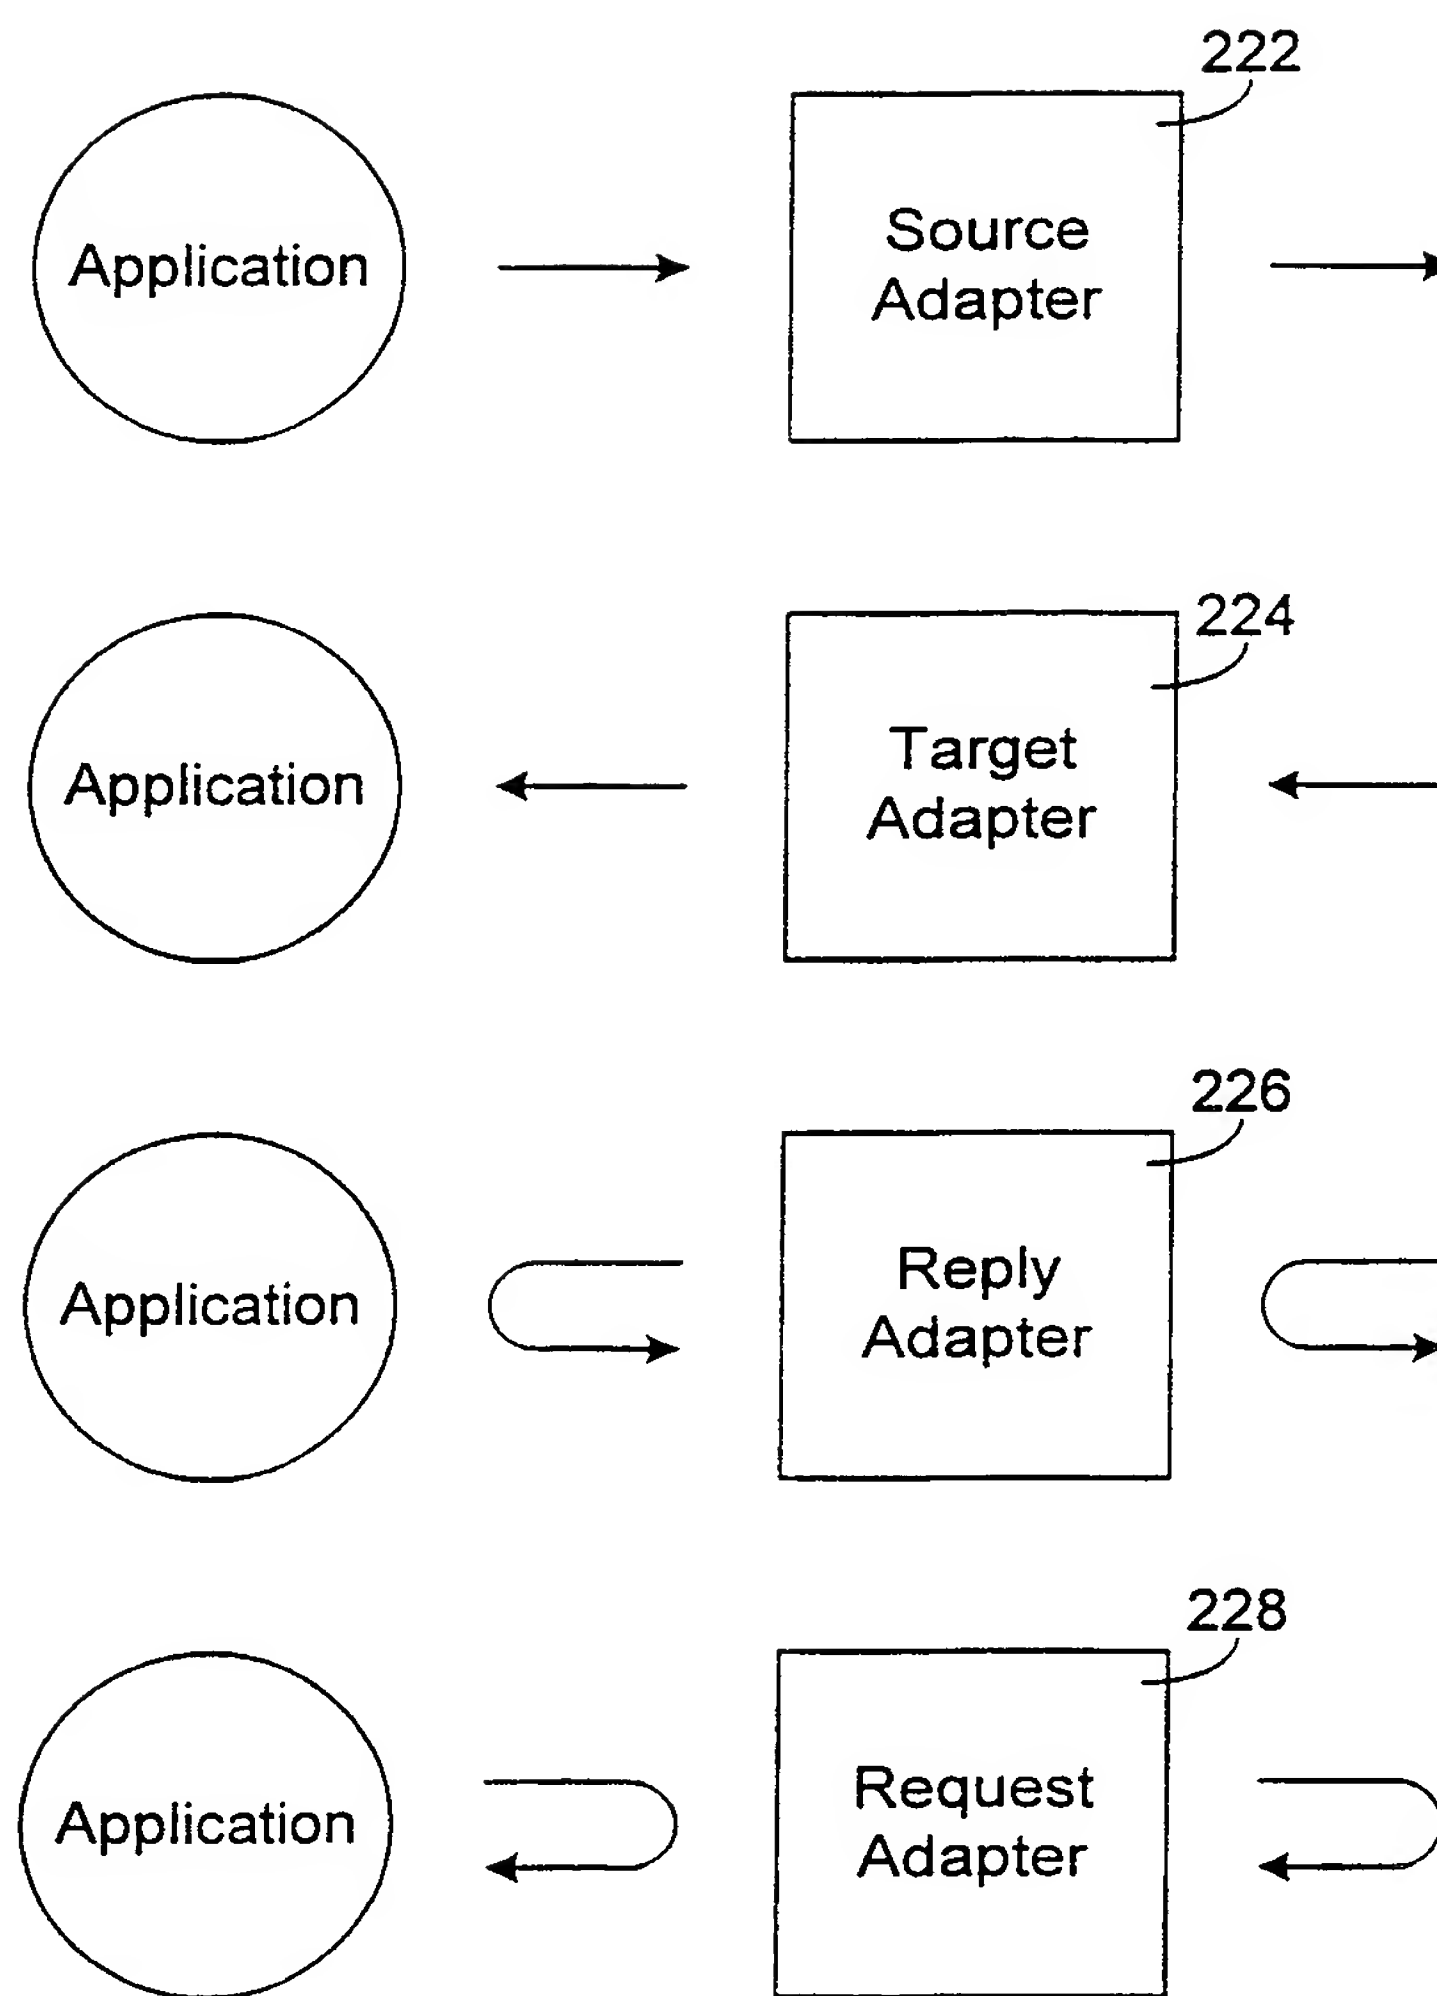 222
Application
Source
Adapter
224
Application
Target
Adapter
226
Application
Reply
Adapter
228
Application
Request
Adapter